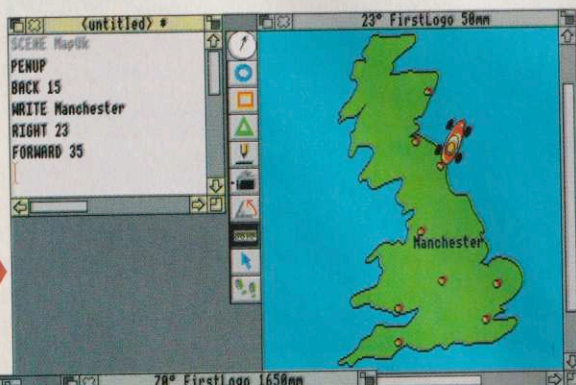 <untitled> *
SCENE MapUk
PENUP
BACK 15
WRITE Manchester
RIGHT 23
FORWARD 35
23° FirstLogo 50mm
Manchester
70° FirstLogo 1650mm